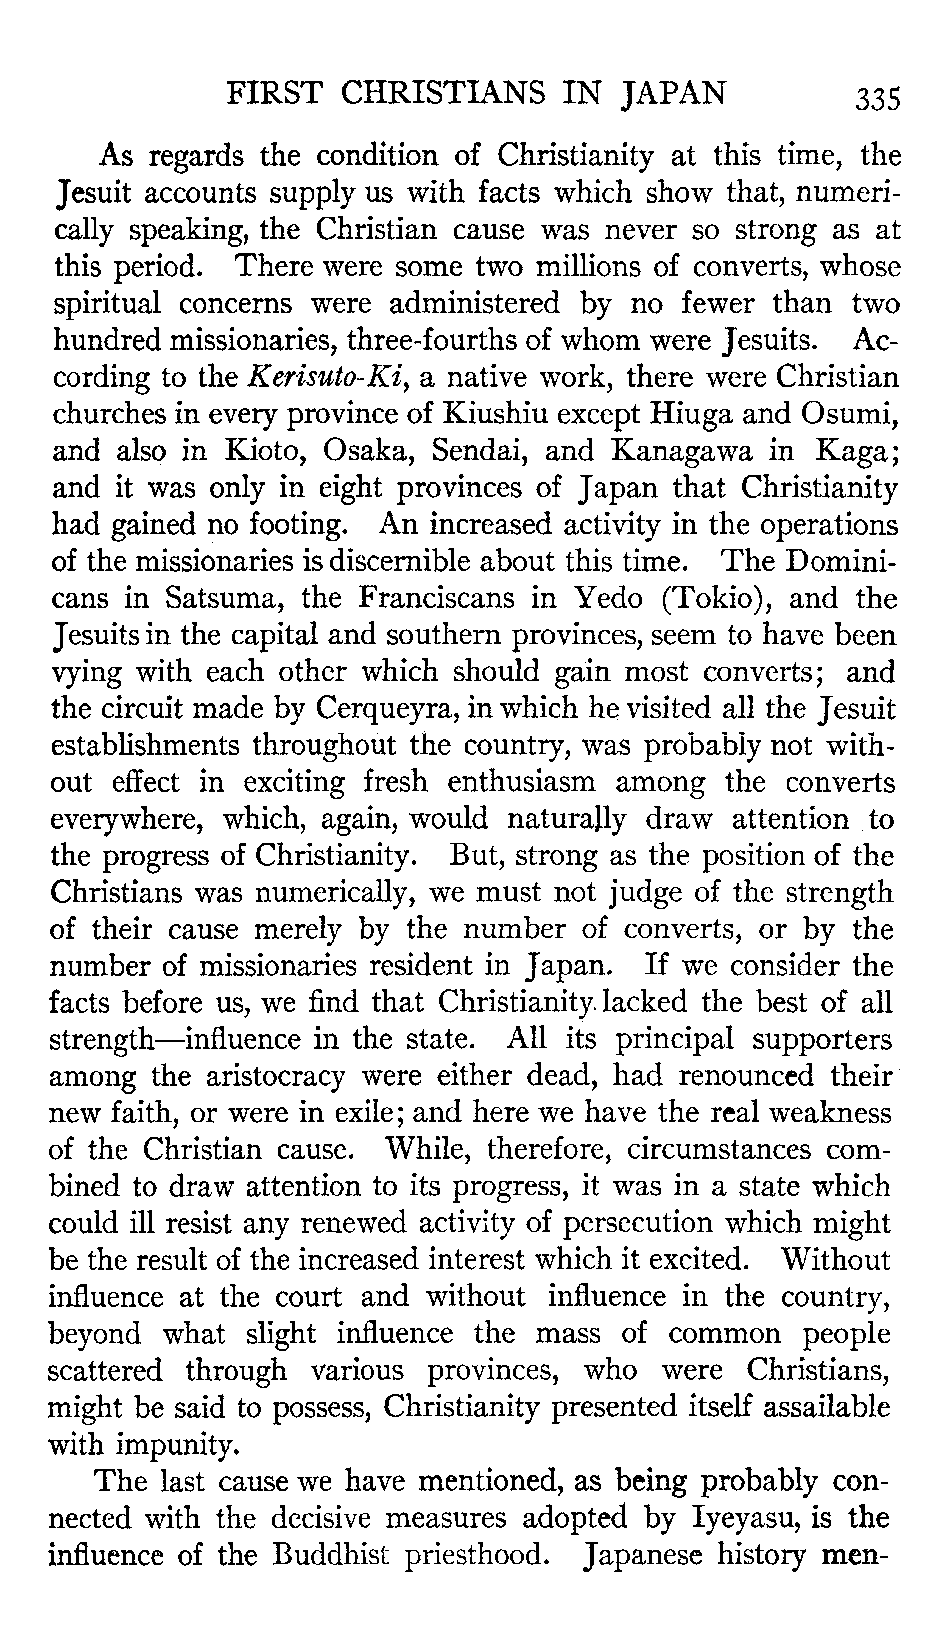 FIRST CHRISTIANS IN JAPAN 335
As regards the condition of Christianity at this time, the
Jesuit accounts supply us with facts which show that, numeri-
cally speaking, the Christian cause was never so strong as at
this period. There were some two millions of converts, whose
spiritual concerns were administered by no fewer than two
hundred missionaries, three-fourths of whom were Jesuits. Ac-
cording to the Kerisuto-Ki, a native work, there were Christian
churches in every province of Kiushiu except Hiuga and Osumi,
and also in Kioto, Osaka, Sendai, and Kanagawa in Kaga;
and it was only in eight provinces of Japan that Christianity
had gained no footing. An increased activity in the operations
of the missionaries is discernible about this time. The Domini-
cans in Satsuma, the Franciscans in Yedo (Tokio), and the
Jesuits in the capital and southern provinces, seem to have been
vying with each other which should gain most converts; and
the circuit made by Cerqueyra, in which he visited all the Jesuit
establishments throughout the country, was probably not with-
out effect in exciting fresh enthusiasm among the converts
everywhere, which, again, would naturally draw attention to
the progress of Christianity. But, strong as the position of the
Christians was numerically, we must not judge of the strength
of their cause merely by the number of converts, or by the
number of missionaries resident in Japan. If we consider the
facts before us, we find that Christianity lacked the best of all
strength—influence in the state. All its principal supporters
among the aristocracy were either dead, had renounced their
new faith, or were in exile; and here we have the real weakness
of the Christian cause. While, therefore, circumstances com-
bined to draw attention to its progress, it was in a state which
could ill resist any renewed activity of persecution which might
be the result of the increased interest which it excited. Without
influence at the court and without influence in the country,
beyond what slight influence the mass of common people
scattered through various provinces, who were Christians,
might be said to possess, Christianity presented itself assailable
with impunity.
The last cause we have mentioned, as being probably con-
nected with the decisive measures adopted by Iyeyasu, is the
influence of the Buddhist priesthood. Japanese history men-